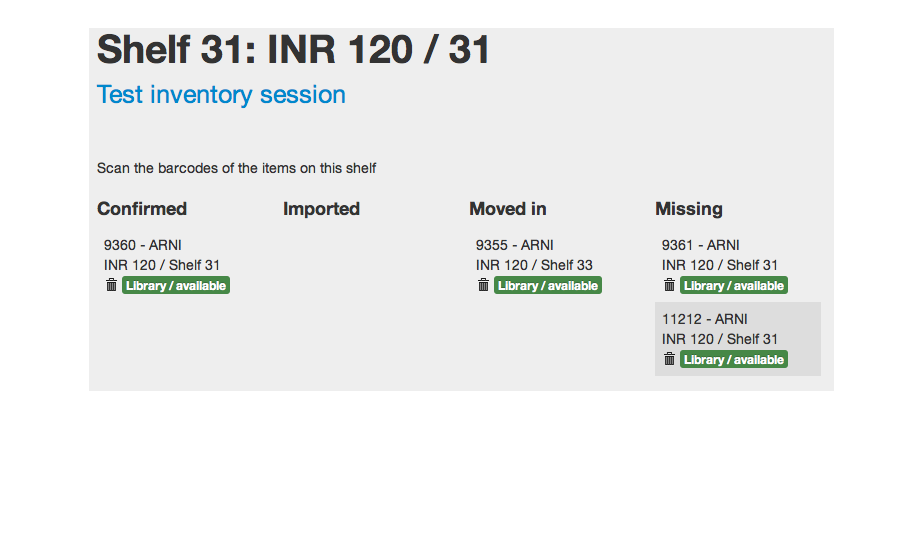 Shelf 31: INR 120 / 31
Test inventory session
Scan the barcodes of the items on this shelf
Confirmed
9360 - ARNI
INR 120 / Shelf 31
Library / available
Imported
Moved in
9355 - ARNI
INR 120 / Shelf 33
Library / available
Missing
9361 - ARNI
INR 120 / Shelf 31
Library / available
11212 - ARNI
INR 120 / Shelf 31
Library / available